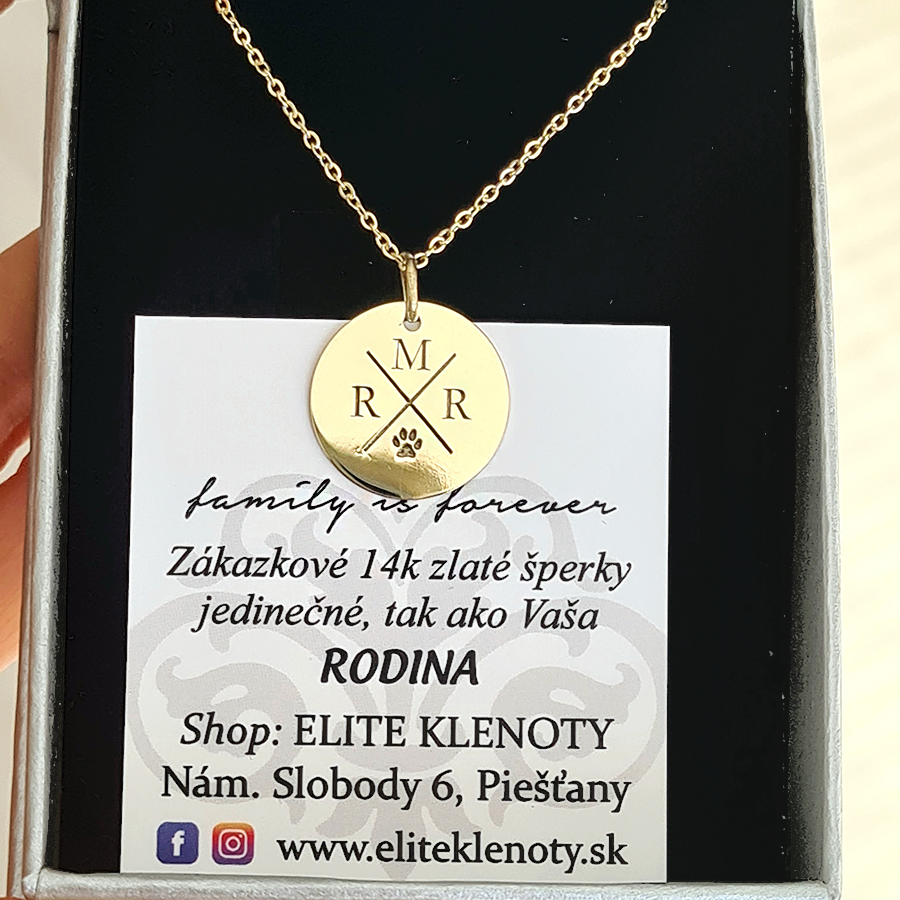 M
R R
family is forever
Zákazkové 14k zlaté šperky
jedinečné, tak ako Vaša
RODINA
Shop: ELITE KLENOTY
Nám. Slobody 6, Piešťany
www.eliteklenoty.sk